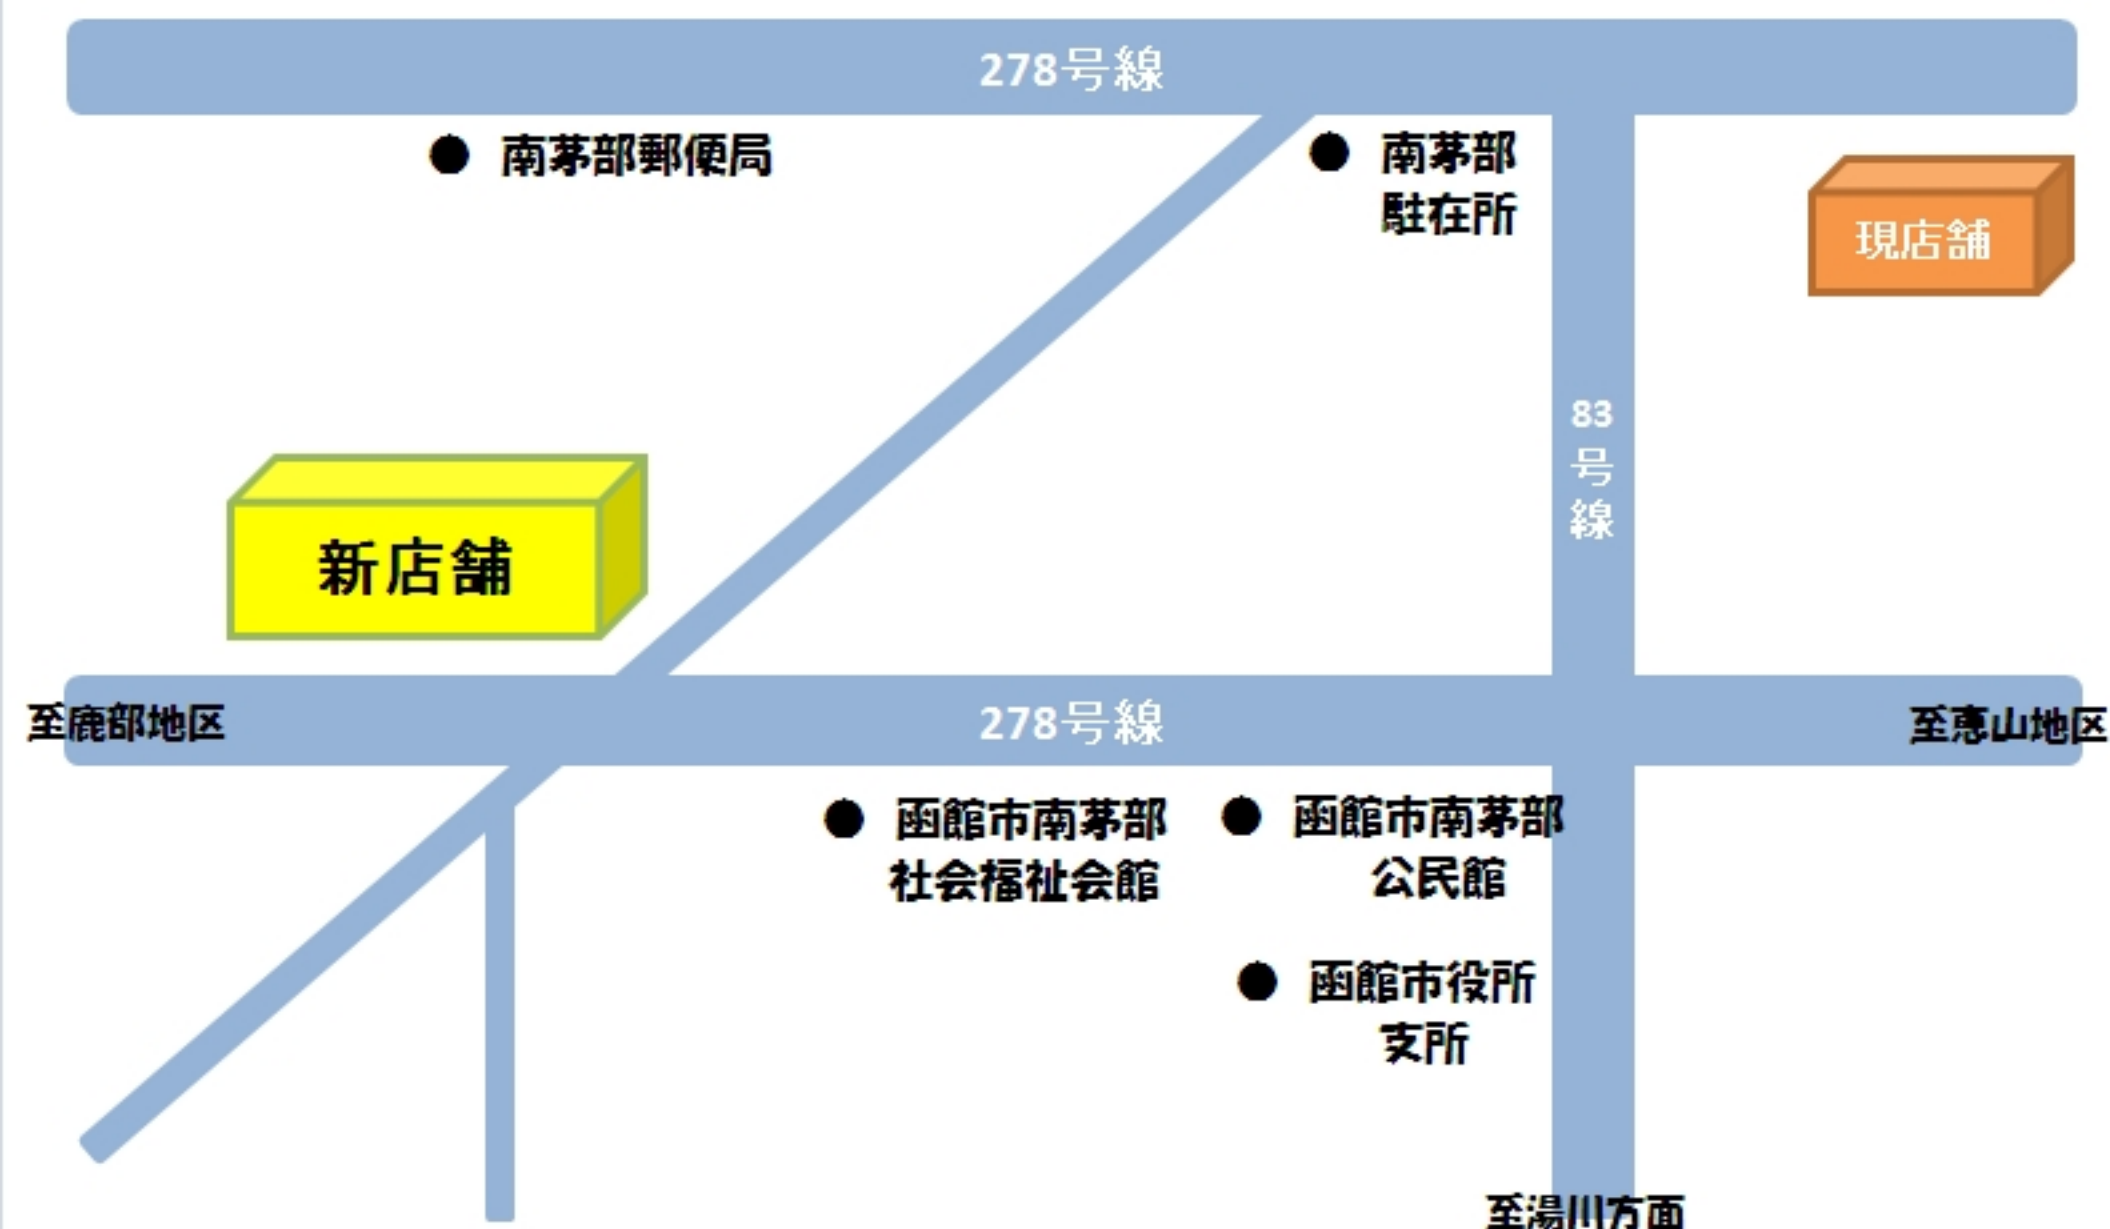 278号線
南茅部郵便局
南茅部
駐在所
現店舗
83
号
線
新店舗
至鹿部地区
278号線
至恵山地区
函館市南茅部
社会福祉会館
函館市南茅部
公民館
函館市役所
支所
至湯川方面